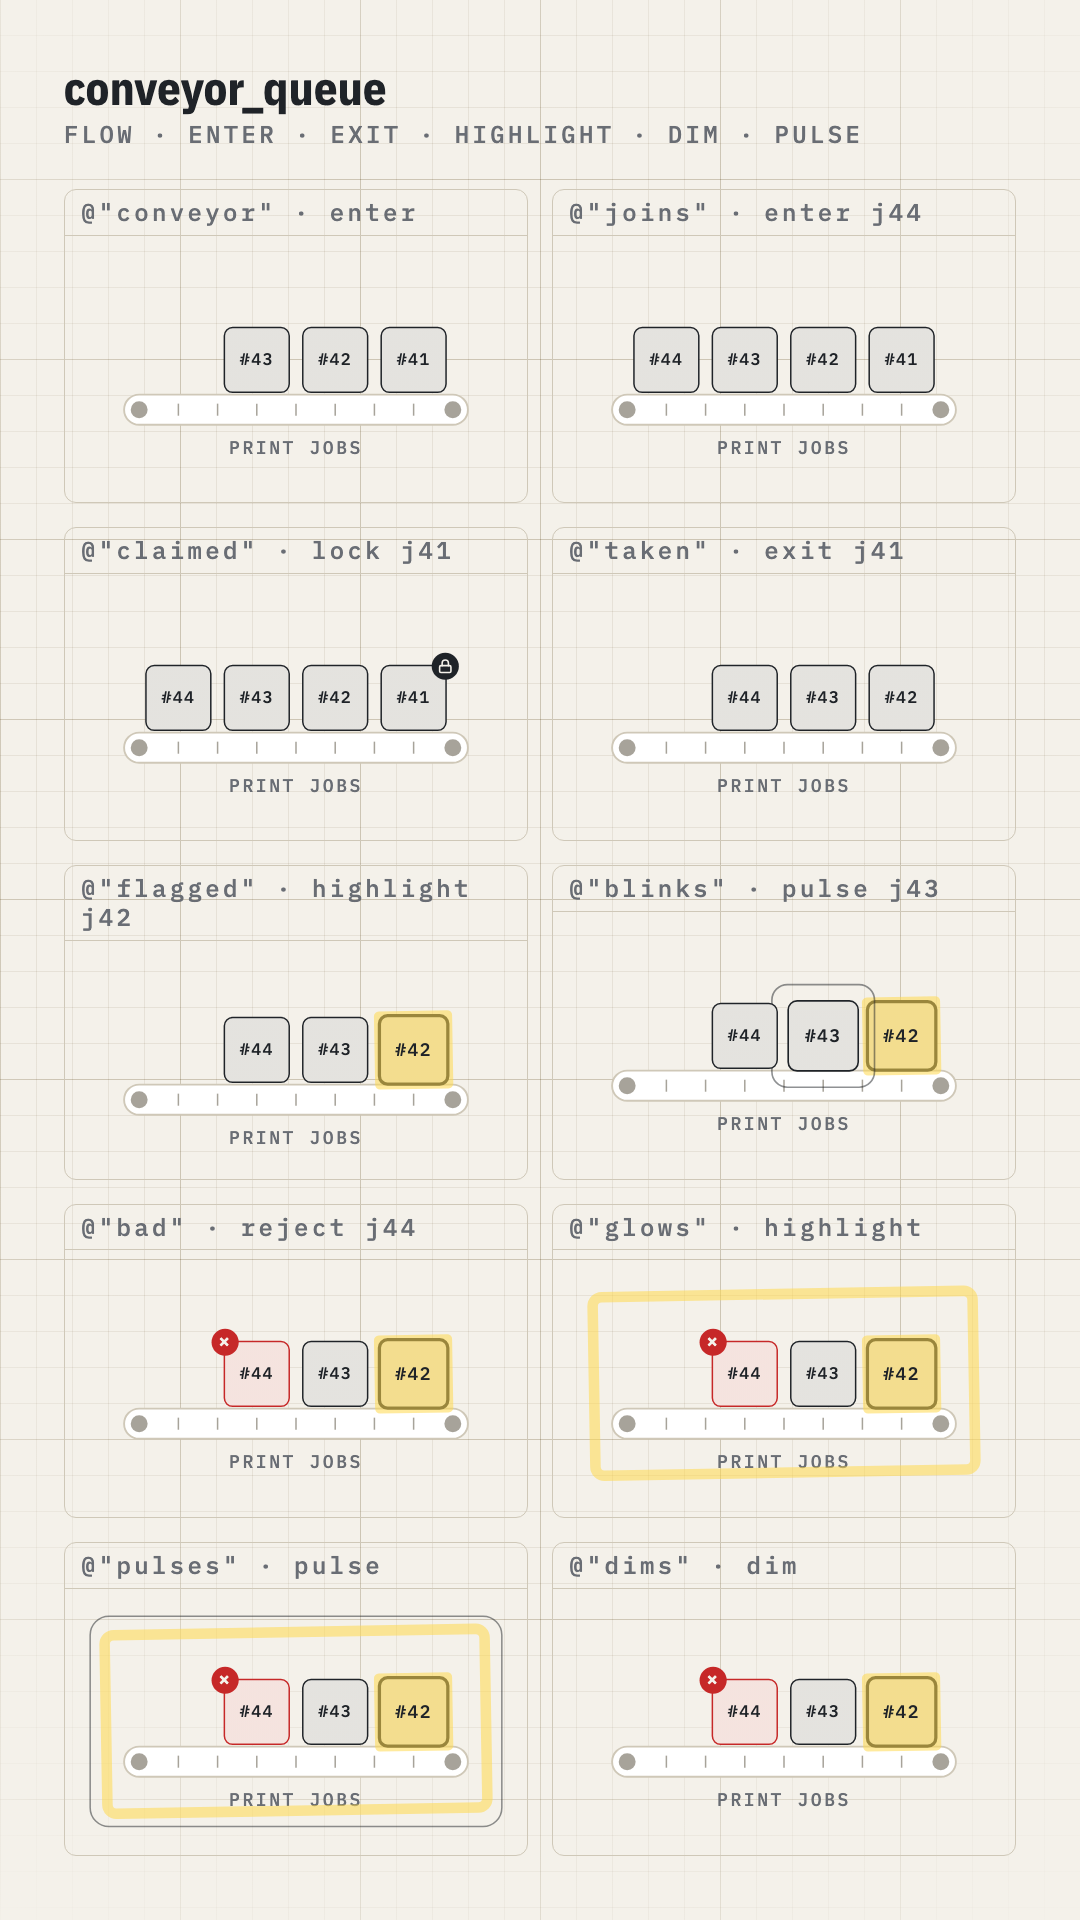 conveyor_queue
FLOW · ENTER · EXIT · HIGHLIGHT · DIM · PULSE
@"conveyor" · enter
#43 #42 #41
PRINT JOBS
@"joins" · enter j44
#44 #43 #42 #41
PRINT JOBS
@"claimed" · lock j41
#44 #43 #42 #41
PRINT JOBS
@"taken" · exit j41
#44 #43 #42
PRINT JOBS
@"flagged" · highlight
j42
#44 #43 #42
PRINT JOBS
@"blinks" · pulse j43
#44 #43 #42
PRINT JOBS
@"bad" · reject j44
#44 #43 #42
PRINT JOBS
@"glows" · highlight
#44 #43 #42
PRINT JOBS
@"pulses" · pulse
#44 #43 #42
PRINT JOBS
@"dims" · dim
#44 #43 #42
PRINT JOBS